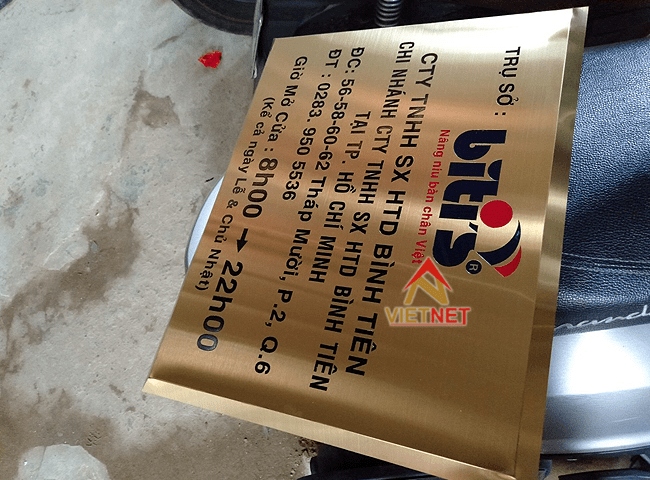 TRỤ SỞ :
biti's ®
Nâng niu bàn chân Việt
CTY TNHH SX HTD BÌNH TIÊN
CHI NHÁNH CTY TNHH SX HTD BÌNH TIÊN
TẠI TP. HỒ CHÍ MINH
ĐC: 56-58-60-62 Tháp Mười, P.2, Q.6
ĐT : 0283. 950 5536
Giờ Mở Cửa : 8h00 → 22h00
(Kể cả ngày Lễ & Chủ Nhật)
VIETNET